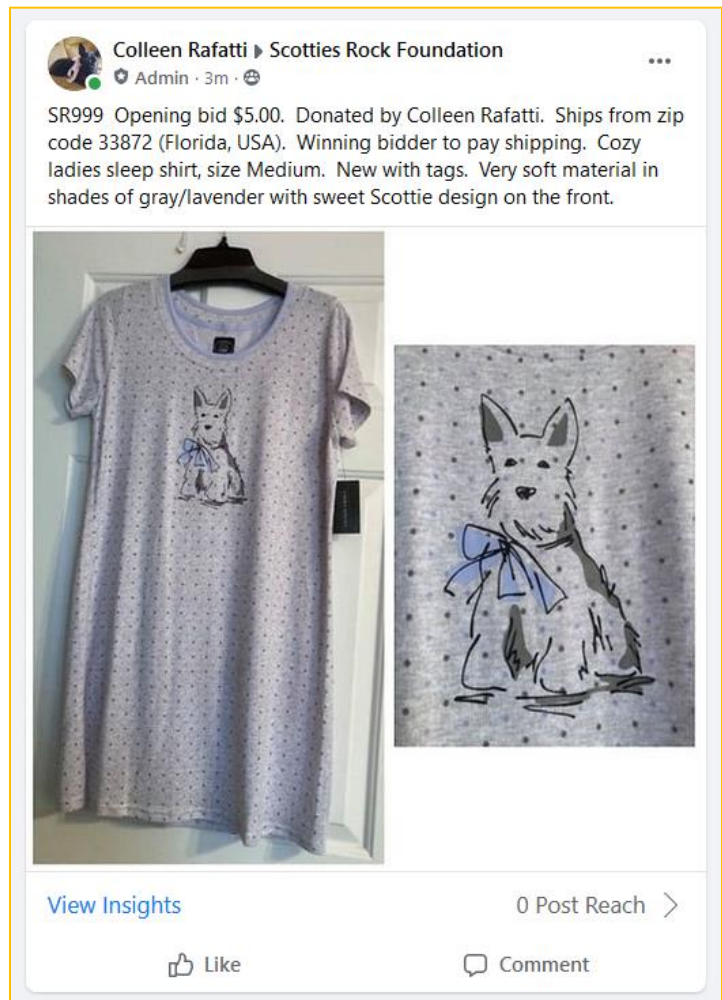 Colleen Rafatti ▸ Scotties Rock Foundation
Admin · 3m ·
SR999 Opening bid $5.00. Donated by Colleen Rafatti. Ships from zip
code 33872 (Florida, USA). Winning bidder to pay shipping. Cozy
ladies sleep shirt, size Medium. New with tags. Very soft material in
shades of gray/lavender with sweet Scottie design on the front.
View Insights
0 Post Reach
Like
Comment